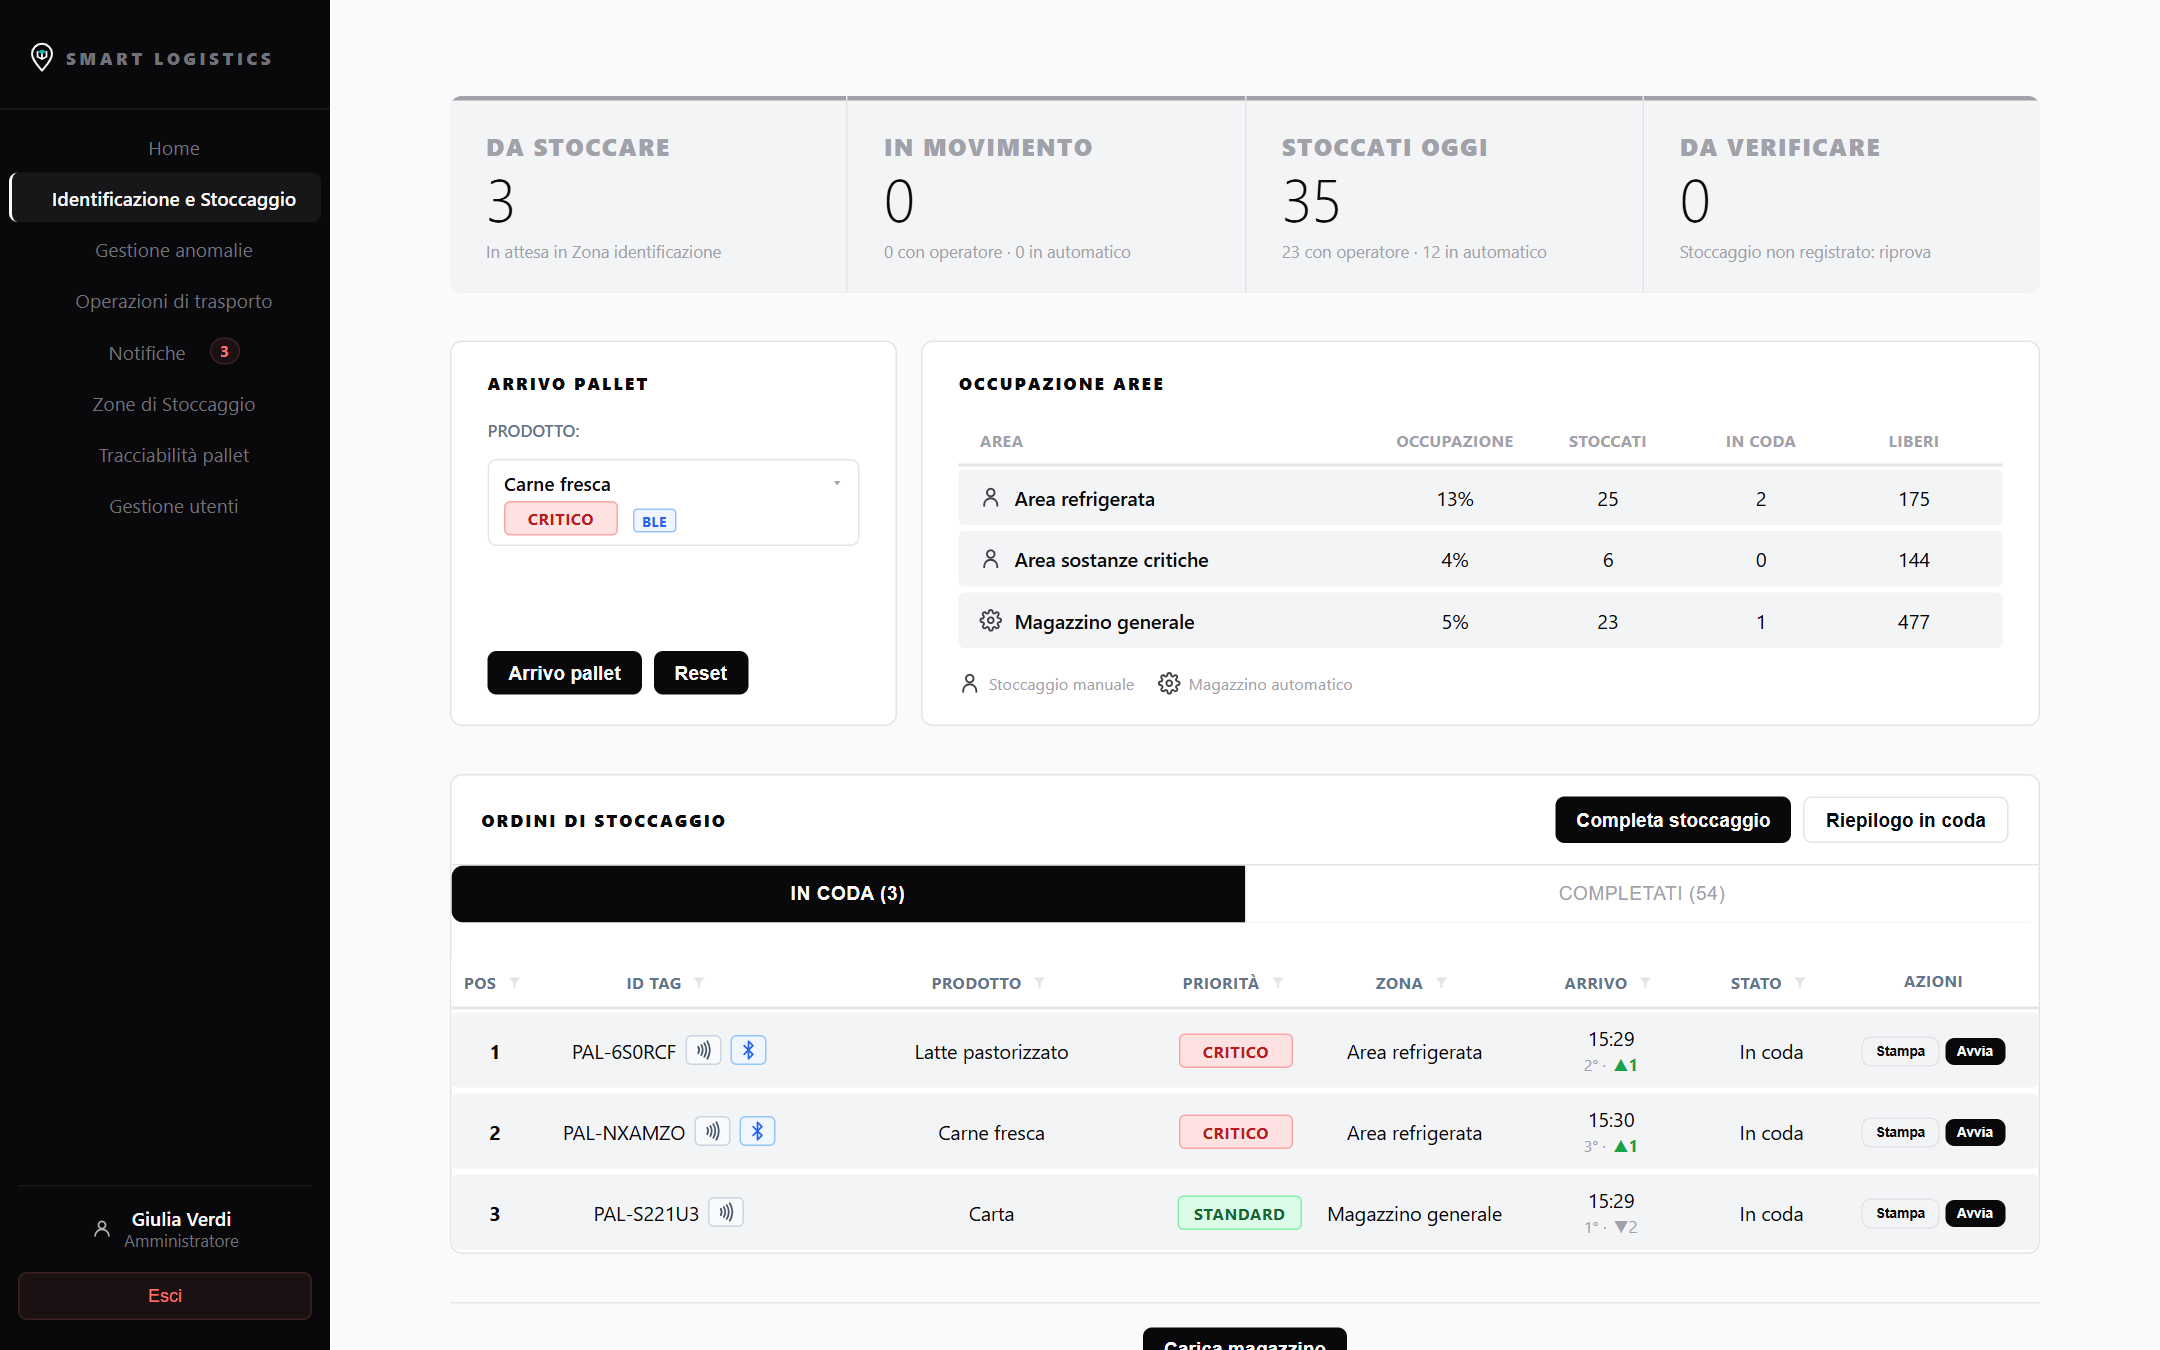 SMART LOGISTICS
Home
Identificazione e Stoccaggio
Gestione anomalie
Operazioni di trasporto
Notifiche 3
Zone di Stoccaggio
Tracciabilità pallet
Gestione utenti
Giulia Verdi
Amministratore
Esci
DA STOCCARE
3
In attesa in Zona identificazione
IN MOVIMENTO
0
0 con operatore · 0 in automatico
STOCCATI OGGI
35
23 con operatore · 12 in automatico
DA VERIFICARE
0
Stoccaggio non registrato: riprova
ARRIVO PALLET
PRODOTTO:
Carne fresca
CRITICO BLE
Arrivo pallet Reset
OCCUPAZIONE AREE
AREA OCCUPAZIONE STOCCATI IN CODA LIBERI
Area refrigerata 13% 25 2 175
Area sostanze critiche 4% 6 0 144
Magazzino generale 5% 23 1 477
Stoccaggio manuale Magazzino automatico
ORDINI DI STOCCAGGIO
Completa stoccaggio Riepilogo in coda
IN CODA (3) COMPLETATI (54)
POS ID TAG PRODOTTO PRIORITÀ ZONA ARRIVO STATO AZIONI
1 PAL-6S0RCF Latte pastorizzato CRITICO Area refrigerata 15:29 In coda Stampa Avvia
2° · ▲1
2 PAL-NXAMZO Carne fresca CRITICO Area refrigerata 15:30 In coda Stampa Avvia
3° · ▲1
3 PAL-S221U3 Carta STANDARD Magazzino generale 15:29 In coda Stampa Avvia
1° · ▼2
Carica magazzino